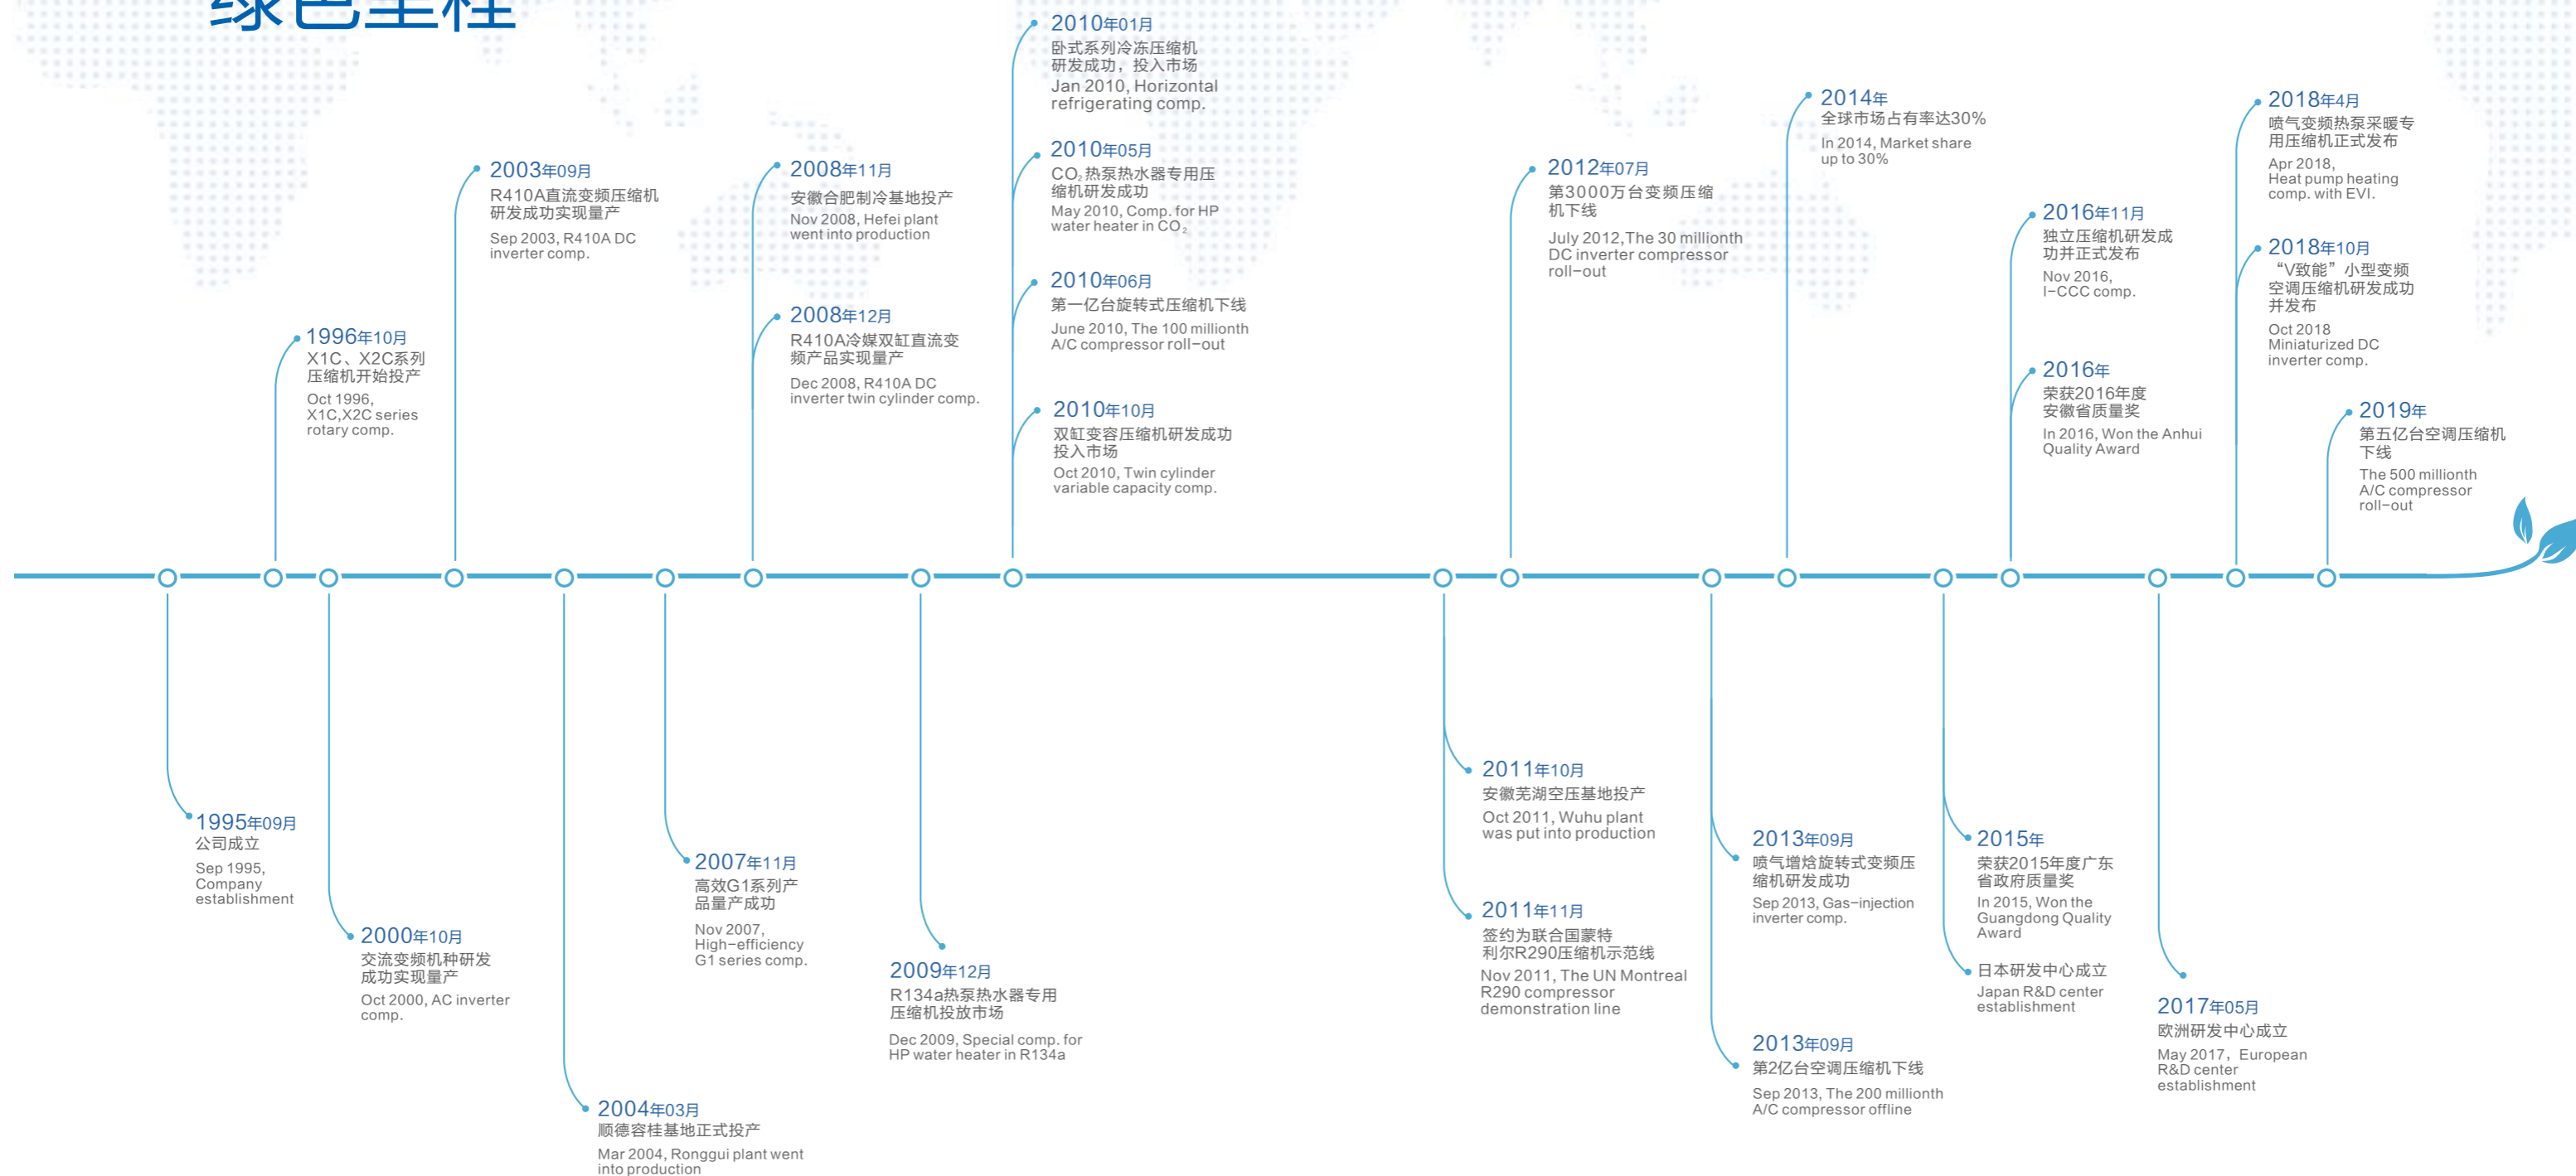 绿色里程
2010年01月
卧式系列冷冻压缩机
研发成功，投入市场
Jan 2010, Horizontal
refrigerating comp.
2010年05月
CO₂热泵热水器专用压
缩机研发成功
May 2010, Comp. for HP
water heater in CO₂
2010年06月
第一亿台旋转式压缩机下线
June 2010, The 100 millionth
A/C compressor roll-out
2010年10月
双缸变容压缩机研发成功
投入市场
Oct 2010, Twin cylinder
variable capacity comp.
1996年10月
X1C、X2C系列
压缩机开始投产
Oct 1996,
X1C,X2C series
rotary comp.
2003年09月
R410A直流变频压缩机
研发成功实现量产
Sep 2003, R410A DC
inverter comp.
2008年11月
安徽合肥制冷基地投产
Nov 2008, Hefei plant
went into production
2008年12月
R410A冷媒双缸直流变
频产品实现量产
Dec 2008, R410A DC
inverter twin cylinder comp.
2012年07月
第3000万台变频压缩
机下线
July 2012,The 30 millionth
DC inverter compressor
roll-out
2014年
全球市场占有率达30%
In 2014, Market share
up to 30%
2016年11月
独立压缩机研发成
功并正式发布
Nov 2016,
I-CCC comp.
2016年
荣获2016年度
安徽省质量奖
In 2016, Won the Anhui
Quality Award
2018年4月
喷气变频热泵采暖专
用压缩机正式发布
Apr 2018,
Heat pump heating
comp. with EVI.
2018年10月
“V致能”小型变频
空调压缩机研发成功
并发布
Oct 2018
Miniaturized DC
inverter comp.
2019年
第五亿台空调压缩机
下线
The 500 millionth
A/C compressor
roll-out
1995年09月
公司成立
Sep 1995,
Company
establishment
2000年10月
交流变频机种研发
成功实现量产
Oct 2000, AC inverter
comp.
2004年03月
顺德容桂基地正式投产
Mar 2004, Ronggui plant went
into production
2007年11月
高效G1系列产
品量产成功
Nov 2007,
High-efficiency
G1 series comp.
2009年12月
R134a热泵热水器专用
压缩机投放市场
Dec 2009, Special comp. for
HP water heater in R134a
2011年10月
安徽芜湖空压基地投产
Oct 2011, Wuhu plant
was put into production
2011年11月
签约为联合国蒙特
利尔R290压缩机示范线
Nov 2011, The UN Montreal
R290 compressor
demonstration line
2013年09月
喷气增焓旋转式变频压
缩机研发成功
Sep 2013, Gas-injection
inverter comp.
2013年09月
第2亿台空调压缩机下线
Sep 2013, The 200 millionth
A/C compressor offline
2015年
荣获2015年度广东
省政府质量奖
In 2015, Won the
Guangdong Quality
Award
日本研发中心成立
Japan R&D center
establishment
2017年05月
欧洲研发中心成立
May 2017，European
R&D center
establishment